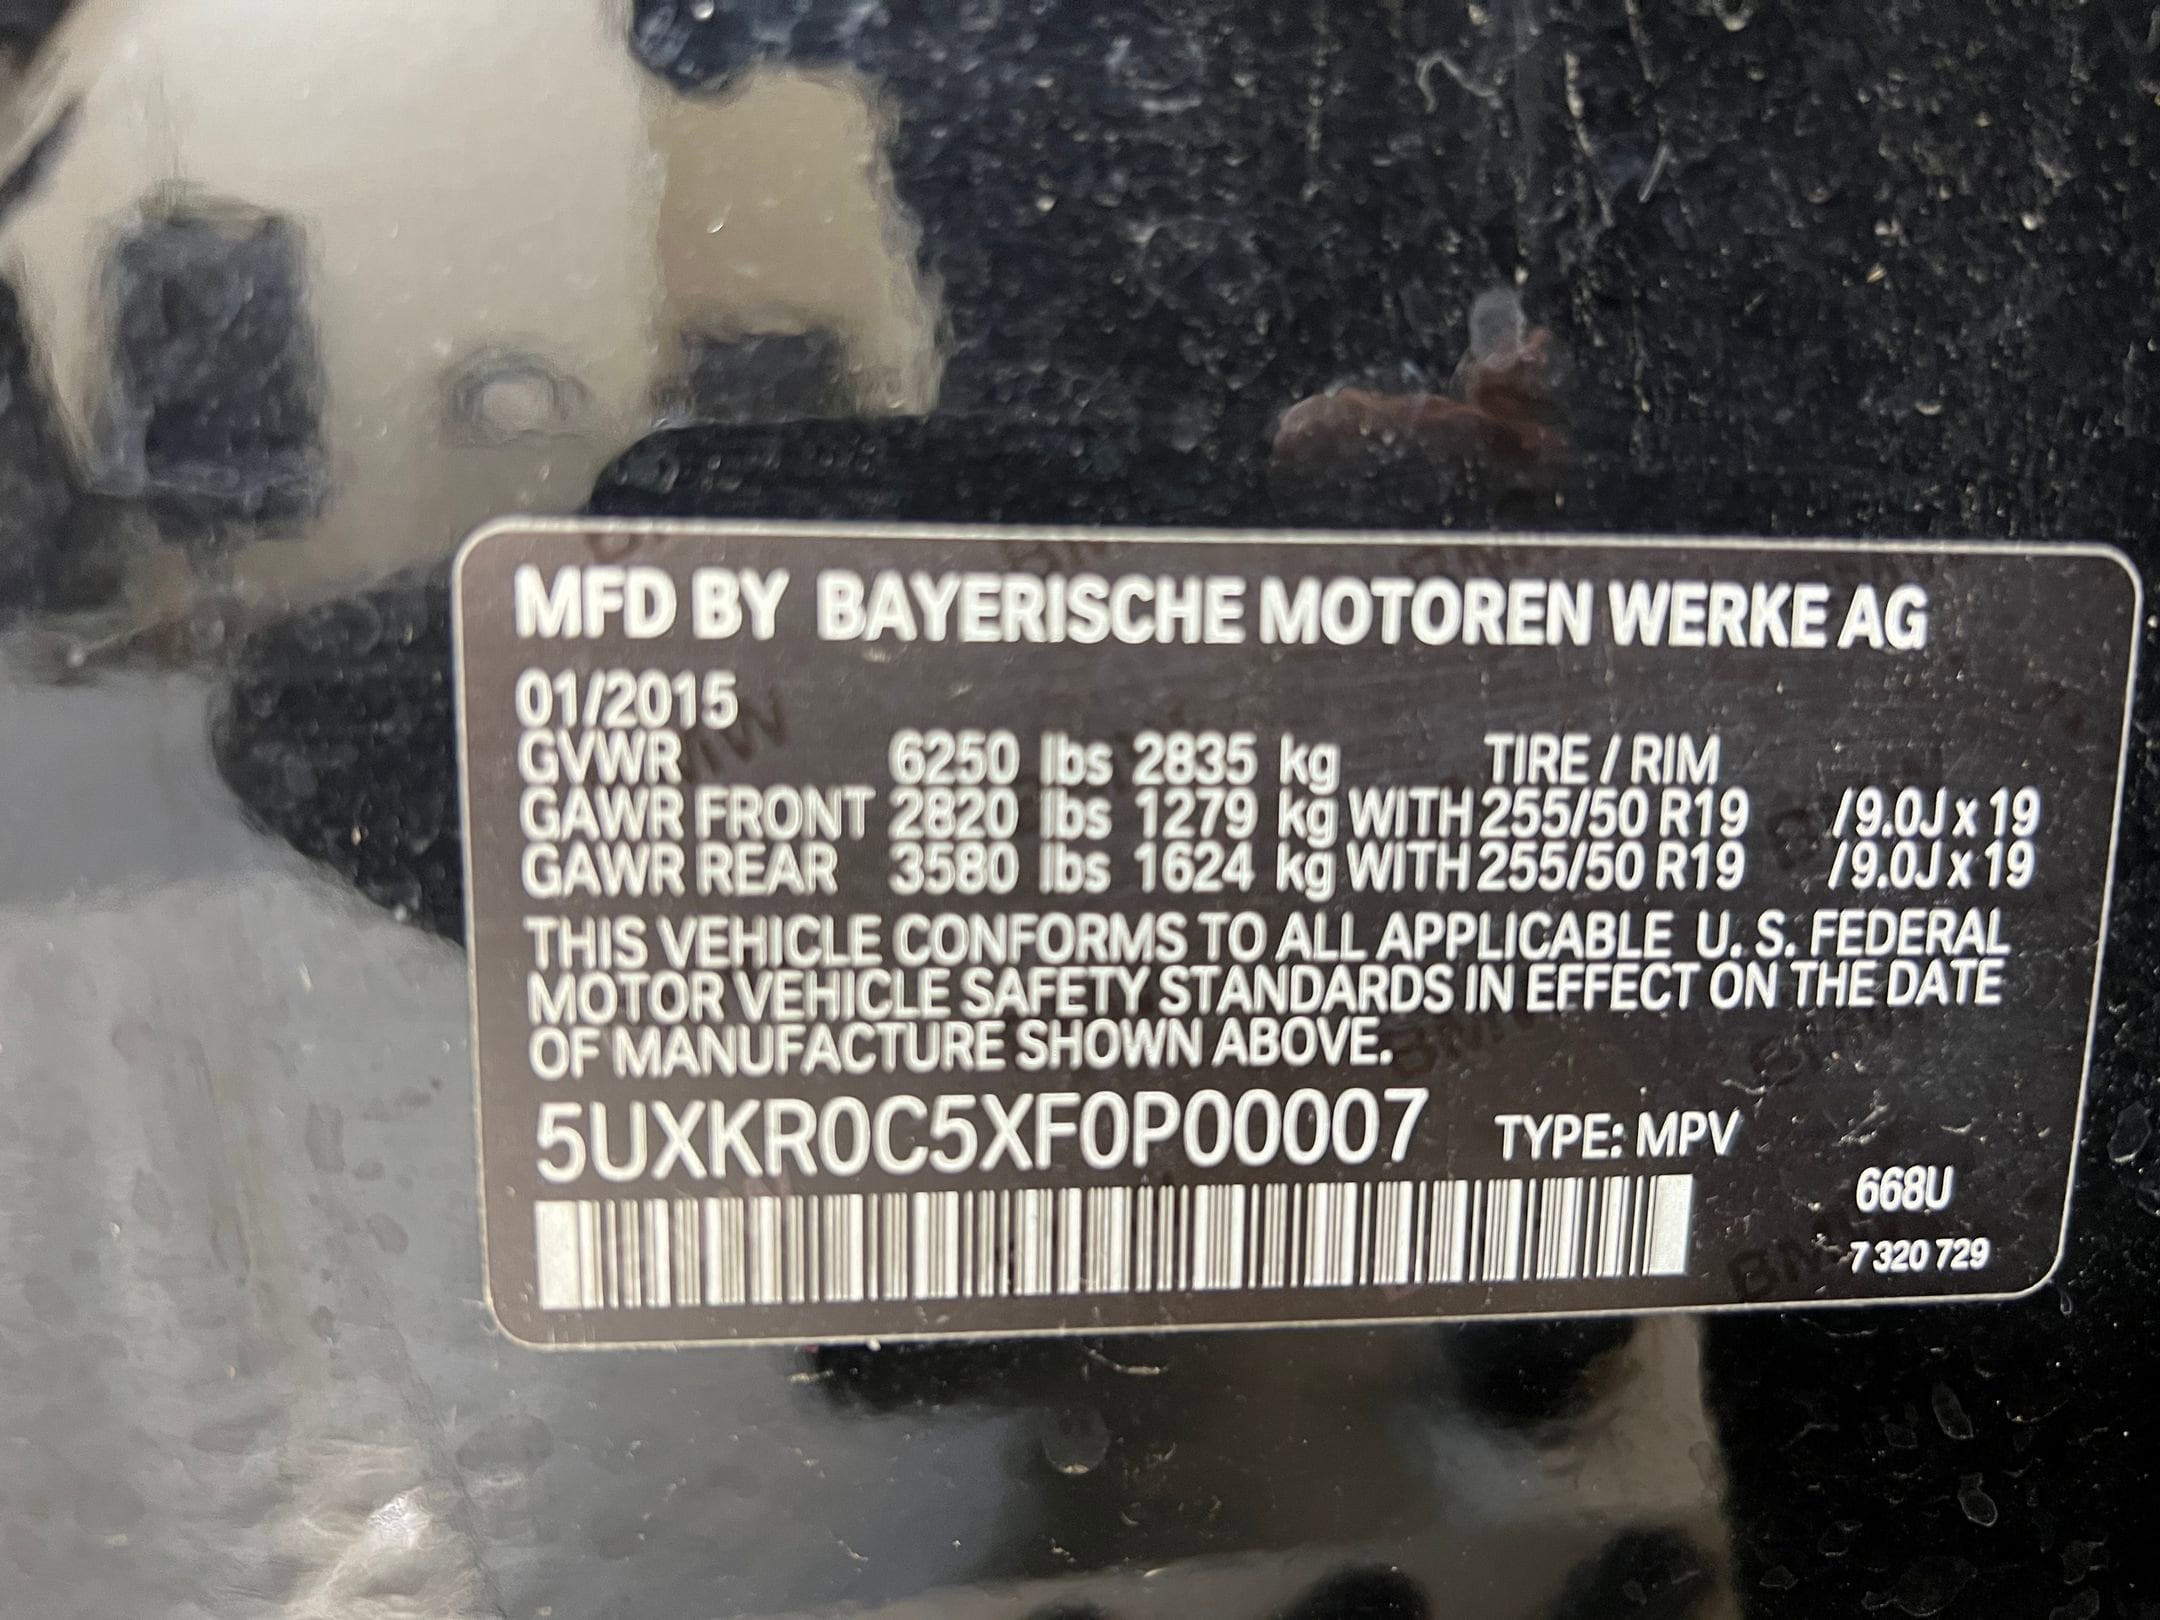 MFD BY BAYERISCHE MOTOREN WERKE AG
01/2015
GVWR 6250 lbs 2835 kg TIRE / RIM
GAWR FRONT 2820 lbs 1279 kg WITH 255/50 R19 /9.0J x 19
GAWR REAR 3580 lbs 1624 kg WITH 255/50 R19 /9.0J x 19
THIS VEHICLE CONFORMS TO ALL APPLICABLE U. S. FEDERAL
MOTOR VEHICLE SAFETY STANDARDS IN EFFECT ON THE DATE
OF MANUFACTURE SHOWN ABOVE.
5UXKR0C5XF0P00007 TYPE: MPV
668U
7 320 729